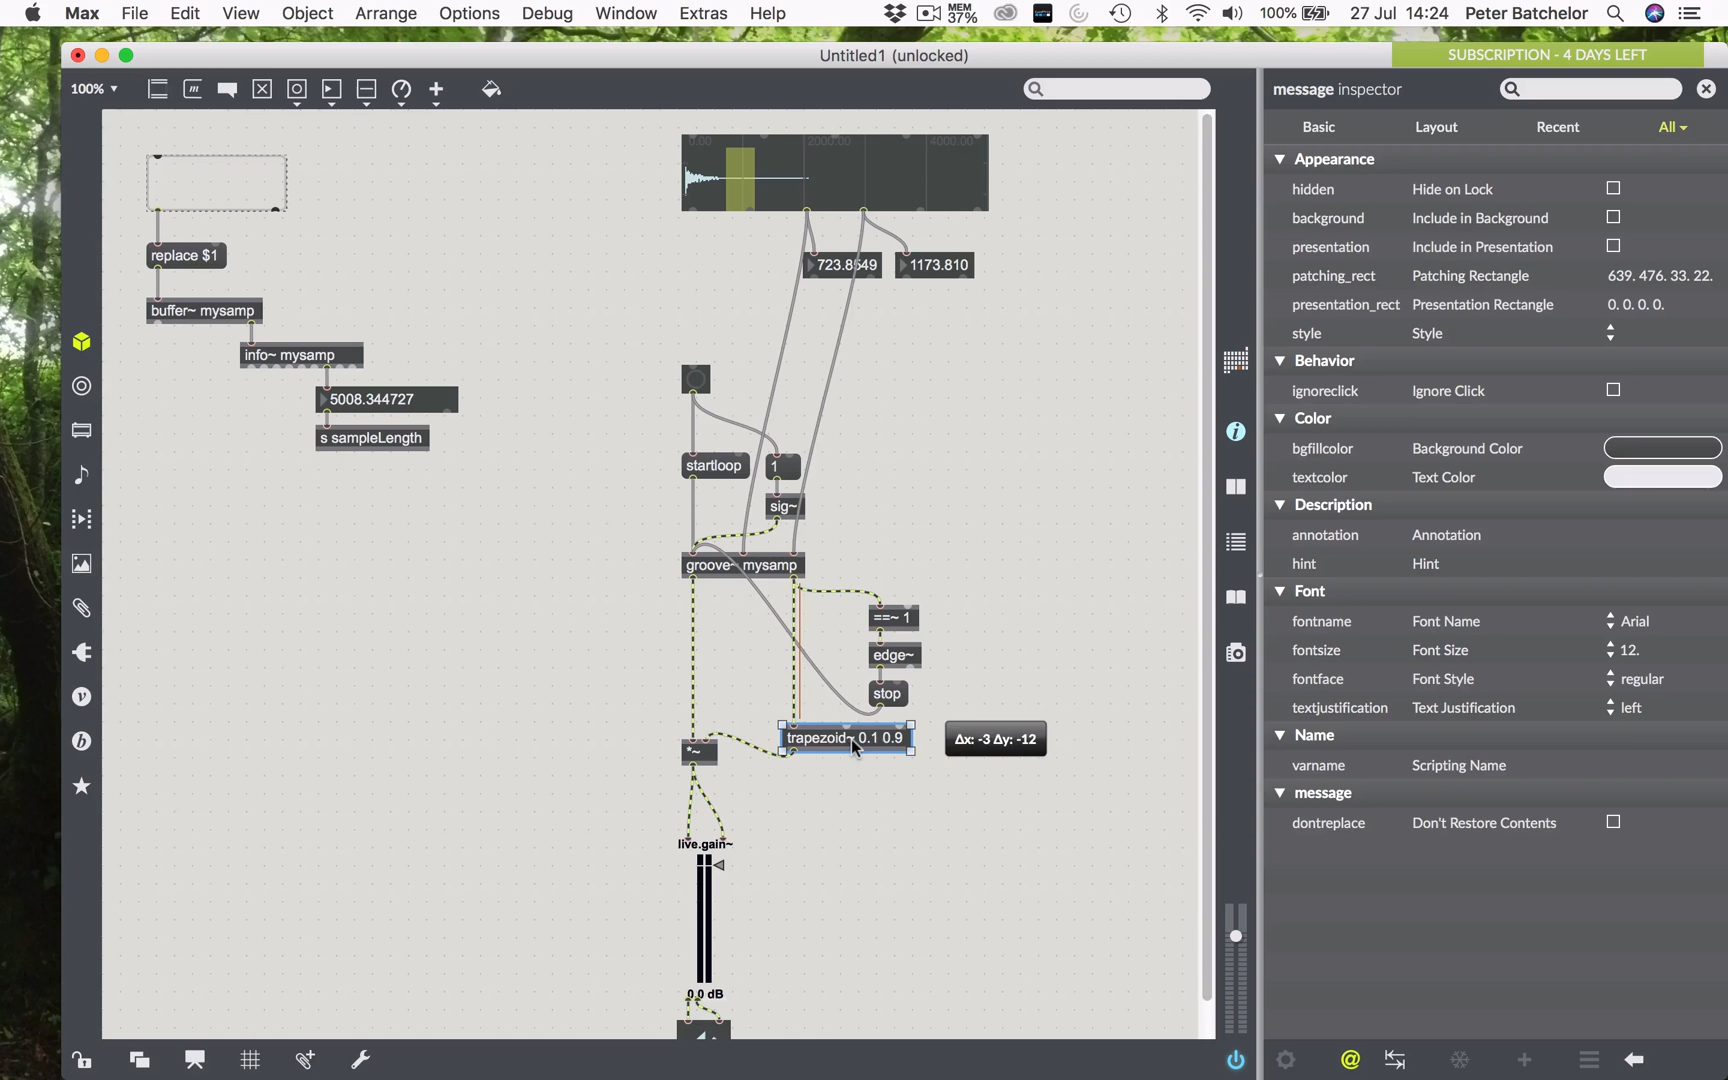 Max File Edit View Object Arrange Options Debug Window Extras Help MEM 37% 100% 27 Jul 14:24 Peter Batchelor
Untitled1 (unlocked)
SUBSCRIPTION - 4 DAYS LEFT
100%
m
message inspector
Basic Layout Recent All
0.00 2000.00 4000.00
replace $1
buffer~ mysamp
info~ mysamp
5008.344727
s sampleLength
723.8549
1173.810
startloop
1
sig~
groove~ mysamp
==~ 1
edge~
stop
trapezoid~ 0.1 0.9
Δx: -3 Δy: -12
*~
live.gain~
0.0 dB
Appearance
hidden Hide on Lock
background Include in Background
presentation Include in Presentation
patching_rect Patching Rectangle 639. 476. 33. 22.
presentation_rect Presentation Rectangle 0. 0. 0. 0.
style Style
Behavior
ignoreclick Ignore Click
Color
bgfillcolor Background Color
textcolor Text Color
Description
annotation Annotation
hint Hint
Font
fontname Font Name Arial
fontsize Font Size 12.
fontface Font Style regular
textjustification Text Justification left
Name
varname Scripting Name
message
dontreplace Don't Restore Contents